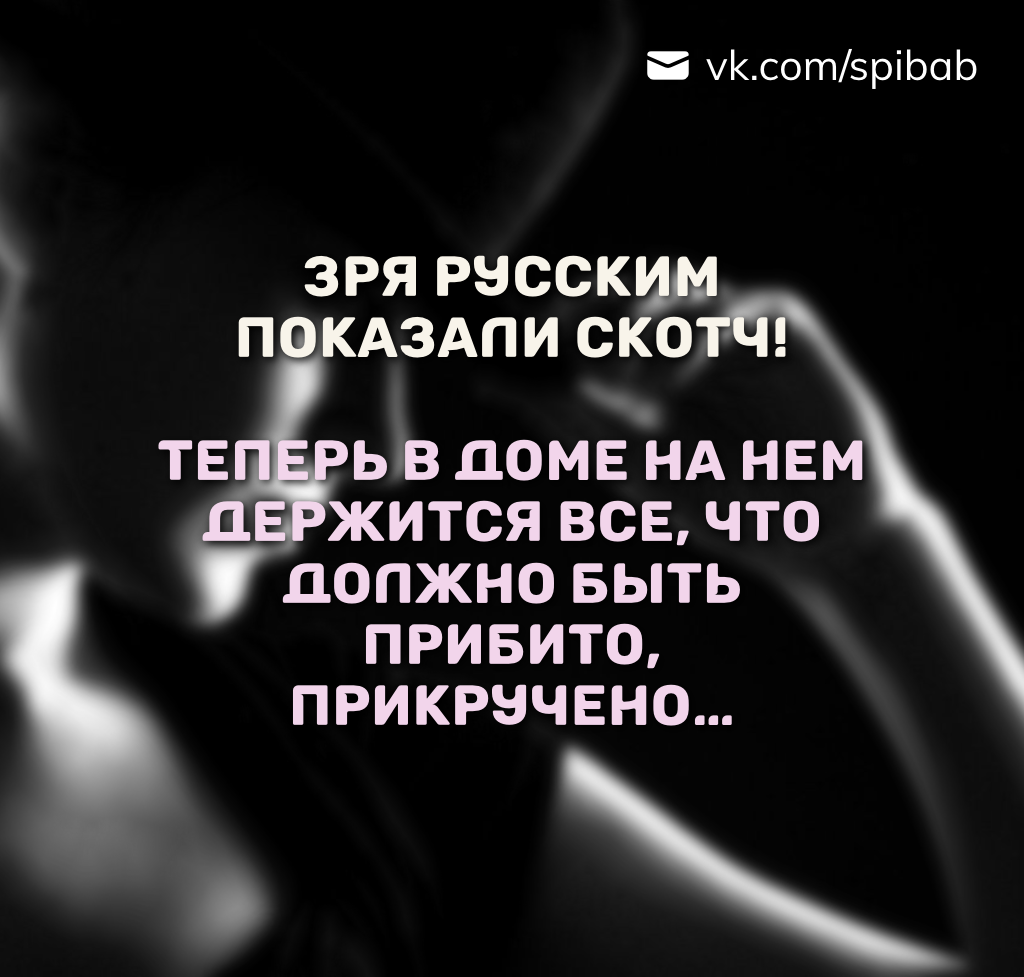 vk.com/spibab
ЗРЯ РУССКИМ
ПОКАЗАЛИ СКОТЧ!
ТЕПЕРЬ В ДОМЕ НА НЕМ
ДЕРЖИТСЯ ВСЕ, ЧТО
ДОЛЖНО БЫТЬ
ПРИБИТО,
ПРИКРУЧЕНО...